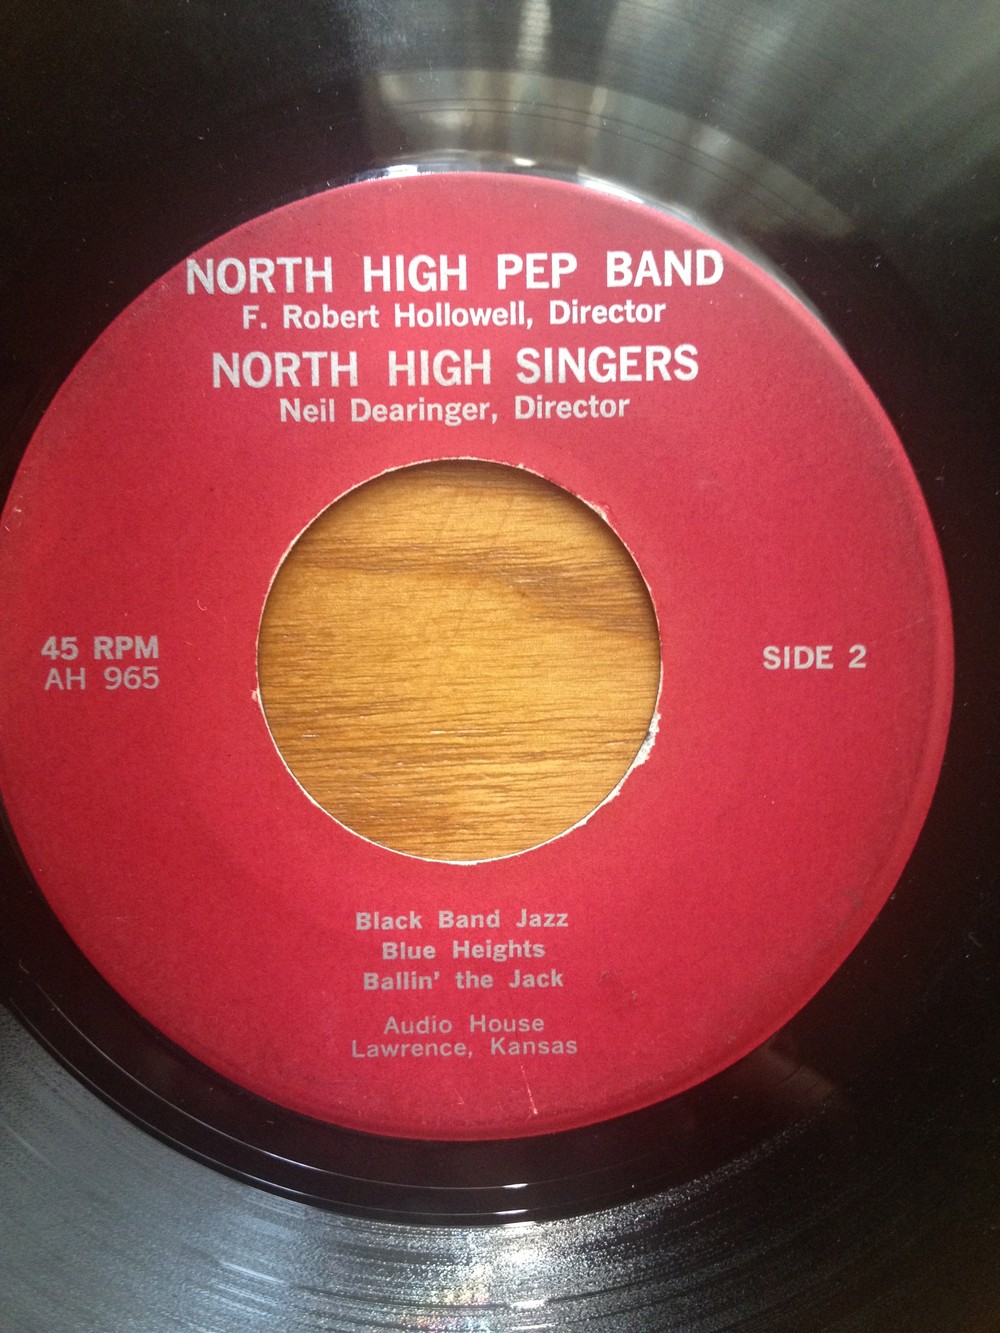 NORTH HIGH PEP BAND
F. Robert Hollowell, Director
NORTH HIGH SINGERS
Neil Dearinger, Director
45 RPM
AH 965
SIDE 2
Black Band Jazz
Blue Heights
Ballin' the Jack
Audio House
Lawrence, Kansas